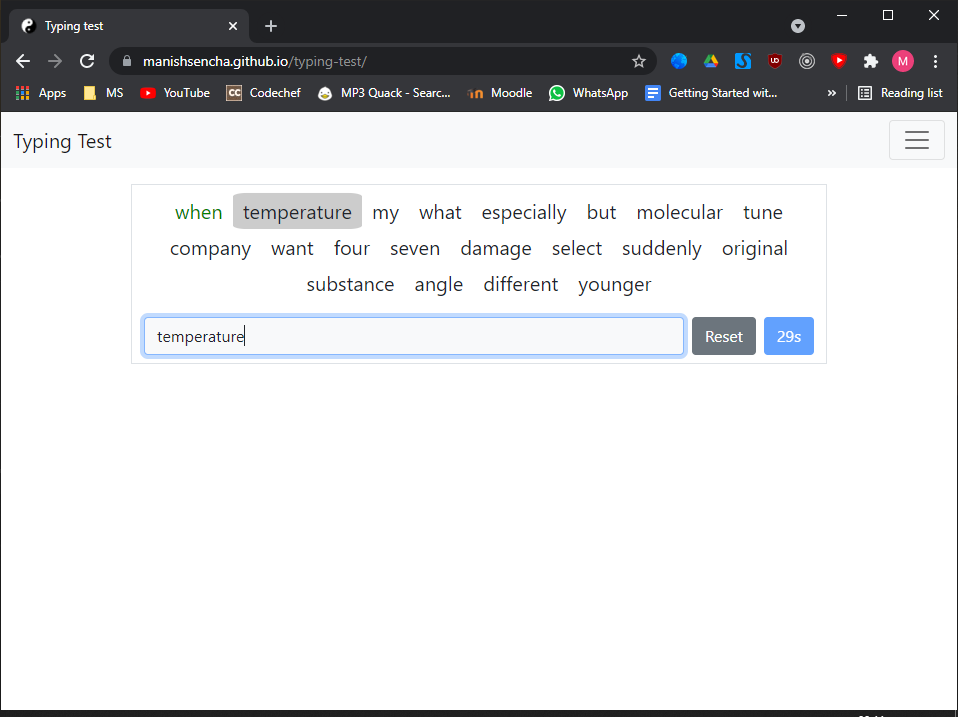 Typing test
manishsencha.github.io/typing-test/
UD
M
Apps MS YouTube CC Codechef MP3 Quack - Searc... Moodle WhatsApp Getting Started wit... » Reading list
Typing Test
when temperature my what especially but molecular tune
company want four seven damage select suddenly original
substance angle different younger
temperature Reset 29s